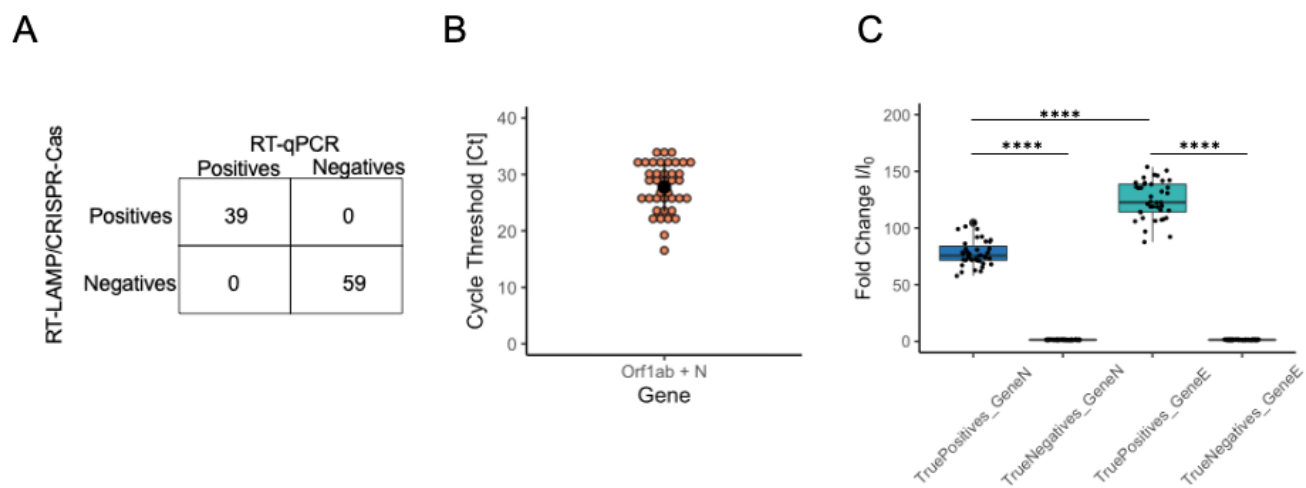 A
B
C
RT-LAMP/CRISPR-Cas
RT-qPCR
Positives Negatives
Positives 39 0
Negatives 0 59
Cycle Threshold [Ct]
40
30
20
10
0
Orf1ab + N
Gene
Fold Change I/I₀
200
150
100
50
0
****
**** ****
TruePositives_GeneN
TrueNegatives_GeneN
TruePositives_GeneE
TrueNegatives_GeneE